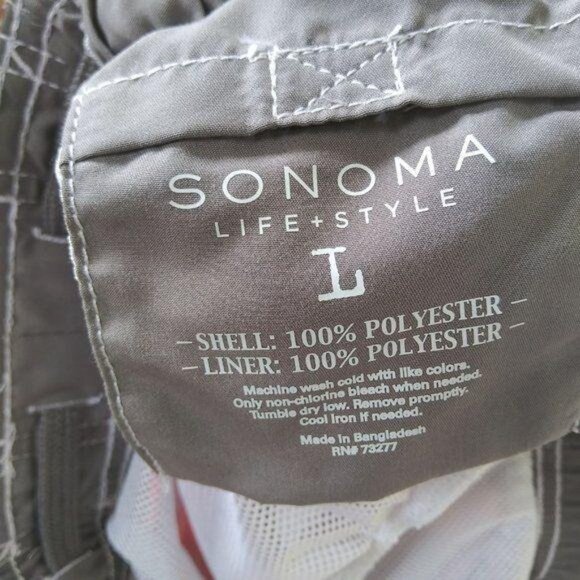 SONOMA
LIFE+STYLE
L
–SHELL: 100% POLYESTER–
–LINER: 100% POLYESTER–
Machine wash cold with like colors.
Only non-chlorine bleach when needed.
Tumble dry low. Remove promptly.
Cool iron if needed.
Made in Bangladesh
RN# 73277